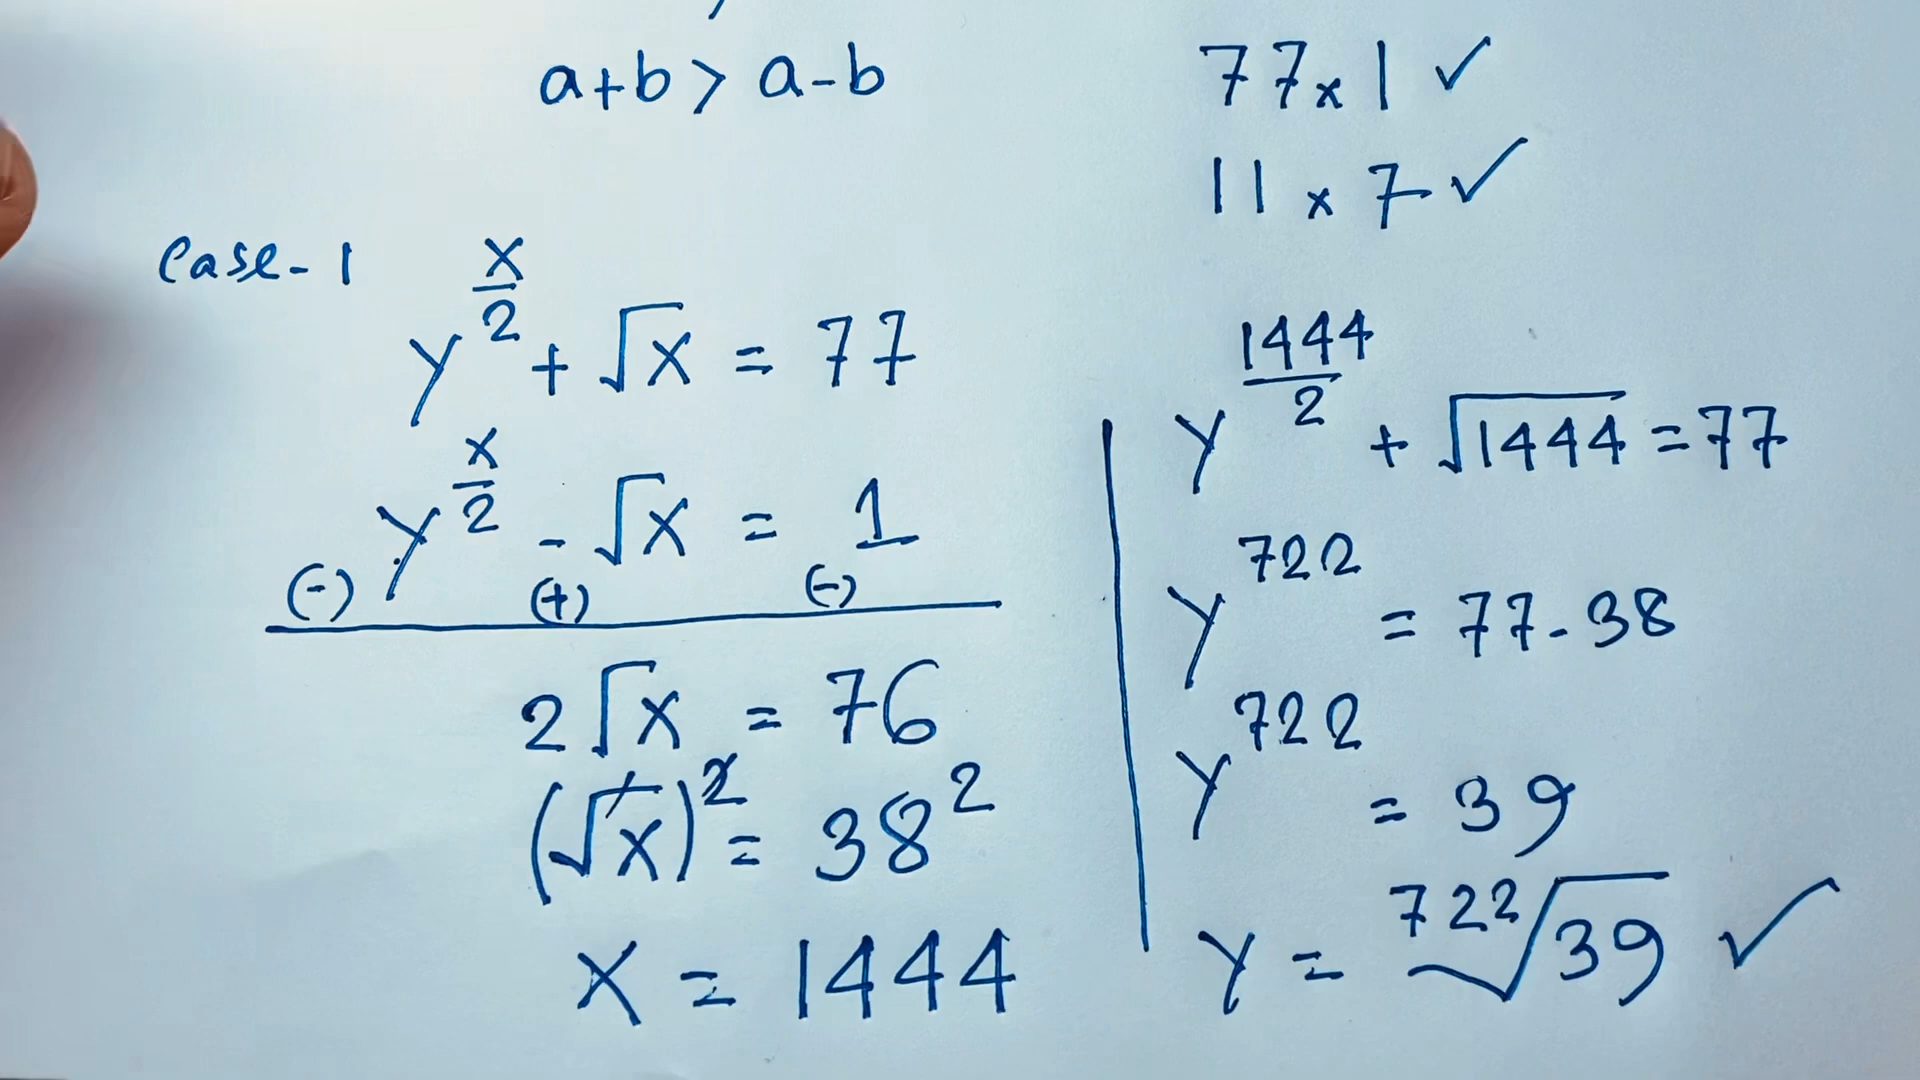 a+b > a-b
77 x 1 ✓
11 x 7 ✓
Case-1
y^(x/2) + √x = 77
y^(x/2) - √x = 1
(-) (+) (-)
2√x = 76
(√x)² = 38²
x = 1444
y^(1444/2) + √1444 = 77
y^722 = 77-38
y^722 = 39
y = ⁷²²√39 ✓